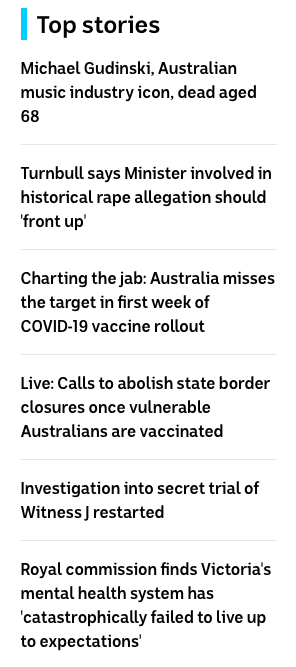 Top stories
Michael Gudinski, Australian
music industry icon, dead aged
68
Turnbull says Minister involved in
historical rape allegation should
'front up'
Charting the jab: Australia misses
the target in first week of
COVID-19 vaccine rollout
Live: Calls to abolish state border
closures once vulnerable
Australians are vaccinated
Investigation into secret trial of
Witness J restarted
Royal commission finds Victoria's
mental health system has
'catastrophically failed to live up
to expectations'